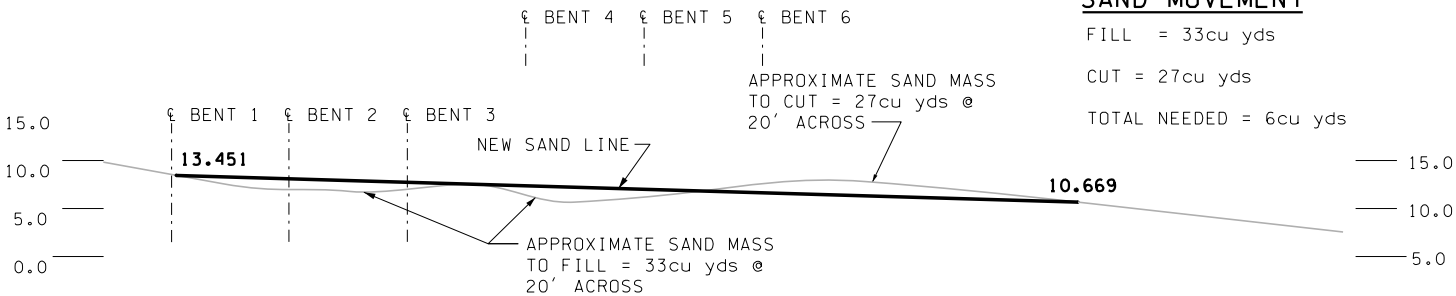 SAND MOVEMENT
FILL = 33cu yds
CUT = 27cu yds
TOTAL NEEDED = 6cu yds
℄ BENT 4 ℄ BENT 5 ℄ BENT 6
APPROXIMATE SAND MASS
TO CUT = 27cu yds @
20' ACROSS
℄ BENT 1 ℄ BENT 2 ℄ BENT 3
NEW SAND LINE
13.451
10.669
15.0
10.0
5.0
0.0
15.0
10.0
5.0
APPROXIMATE SAND MASS
TO FILL = 33cu yds @
20' ACROSS